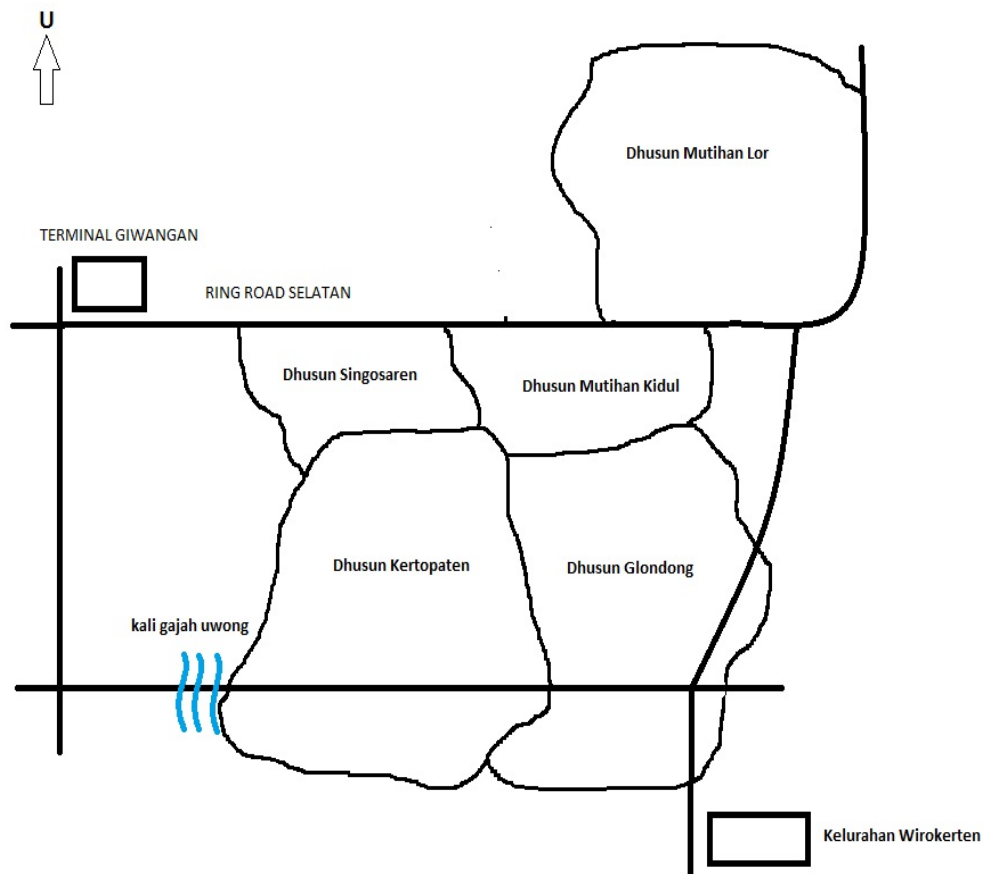 U
Dhusun Mutihan Lor
TERMINAL GIWANGAN
RING ROAD SELATAN
Dhusun Singosaren
Dhusun Mutihan Kidul
Dhusun Kertopaten
Dhusun Glondong
kali gajah uwong
Kelurahan Wirokerten